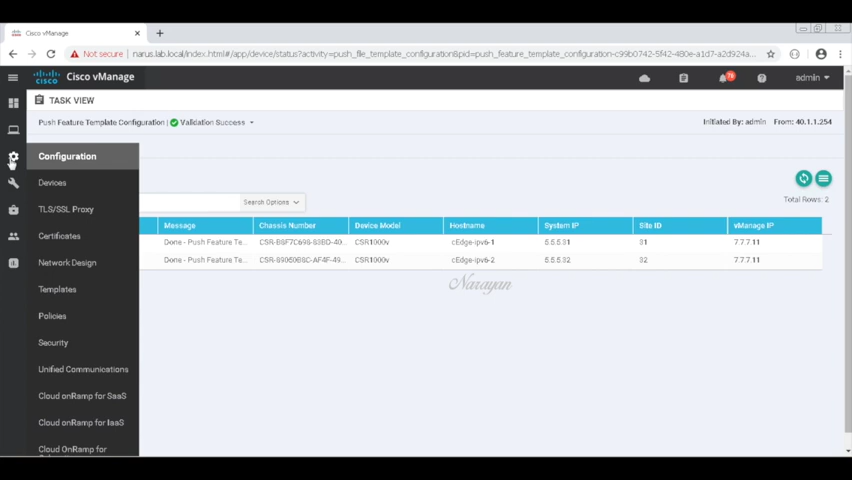 Cisco vManage
Not secure
narus.lab.local/index.html#/app/device/status?activity=push_file_template_configuration&pid=push_feature_template_configuration-c99b0742-5f42-480e-a1d7-a2d924a...
CISCO
Cisco vManage
76
admin
TASK VIEW
Push Feature Template Configuration | Validation Success
Initiated By: admin From: 40.1.1.254
Configuration
Devices
TLS/SSL Proxy
Certificates
Network Design
Templates
Policies
Security
Unified Communications
Cloud onRamp for SaaS
Cloud onRamp for IaaS
Cloud OnRamp for
Search Options
Total Rows: 2
Message Chassis Number Device Model Hostname System IP Site ID vManage IP
Done - Push Feature Te... CSR-B8F7C698-83BD-40... CSR1000v cEdge-ipv6-1 5.5.5.31 31 7.7.7.11
Done - Push Feature Te... CSR-89060B8C-AF4F-49... CSR1000v cEdge-ipv6-2 5.5.5.32 32 7.7.7.11
Narayan